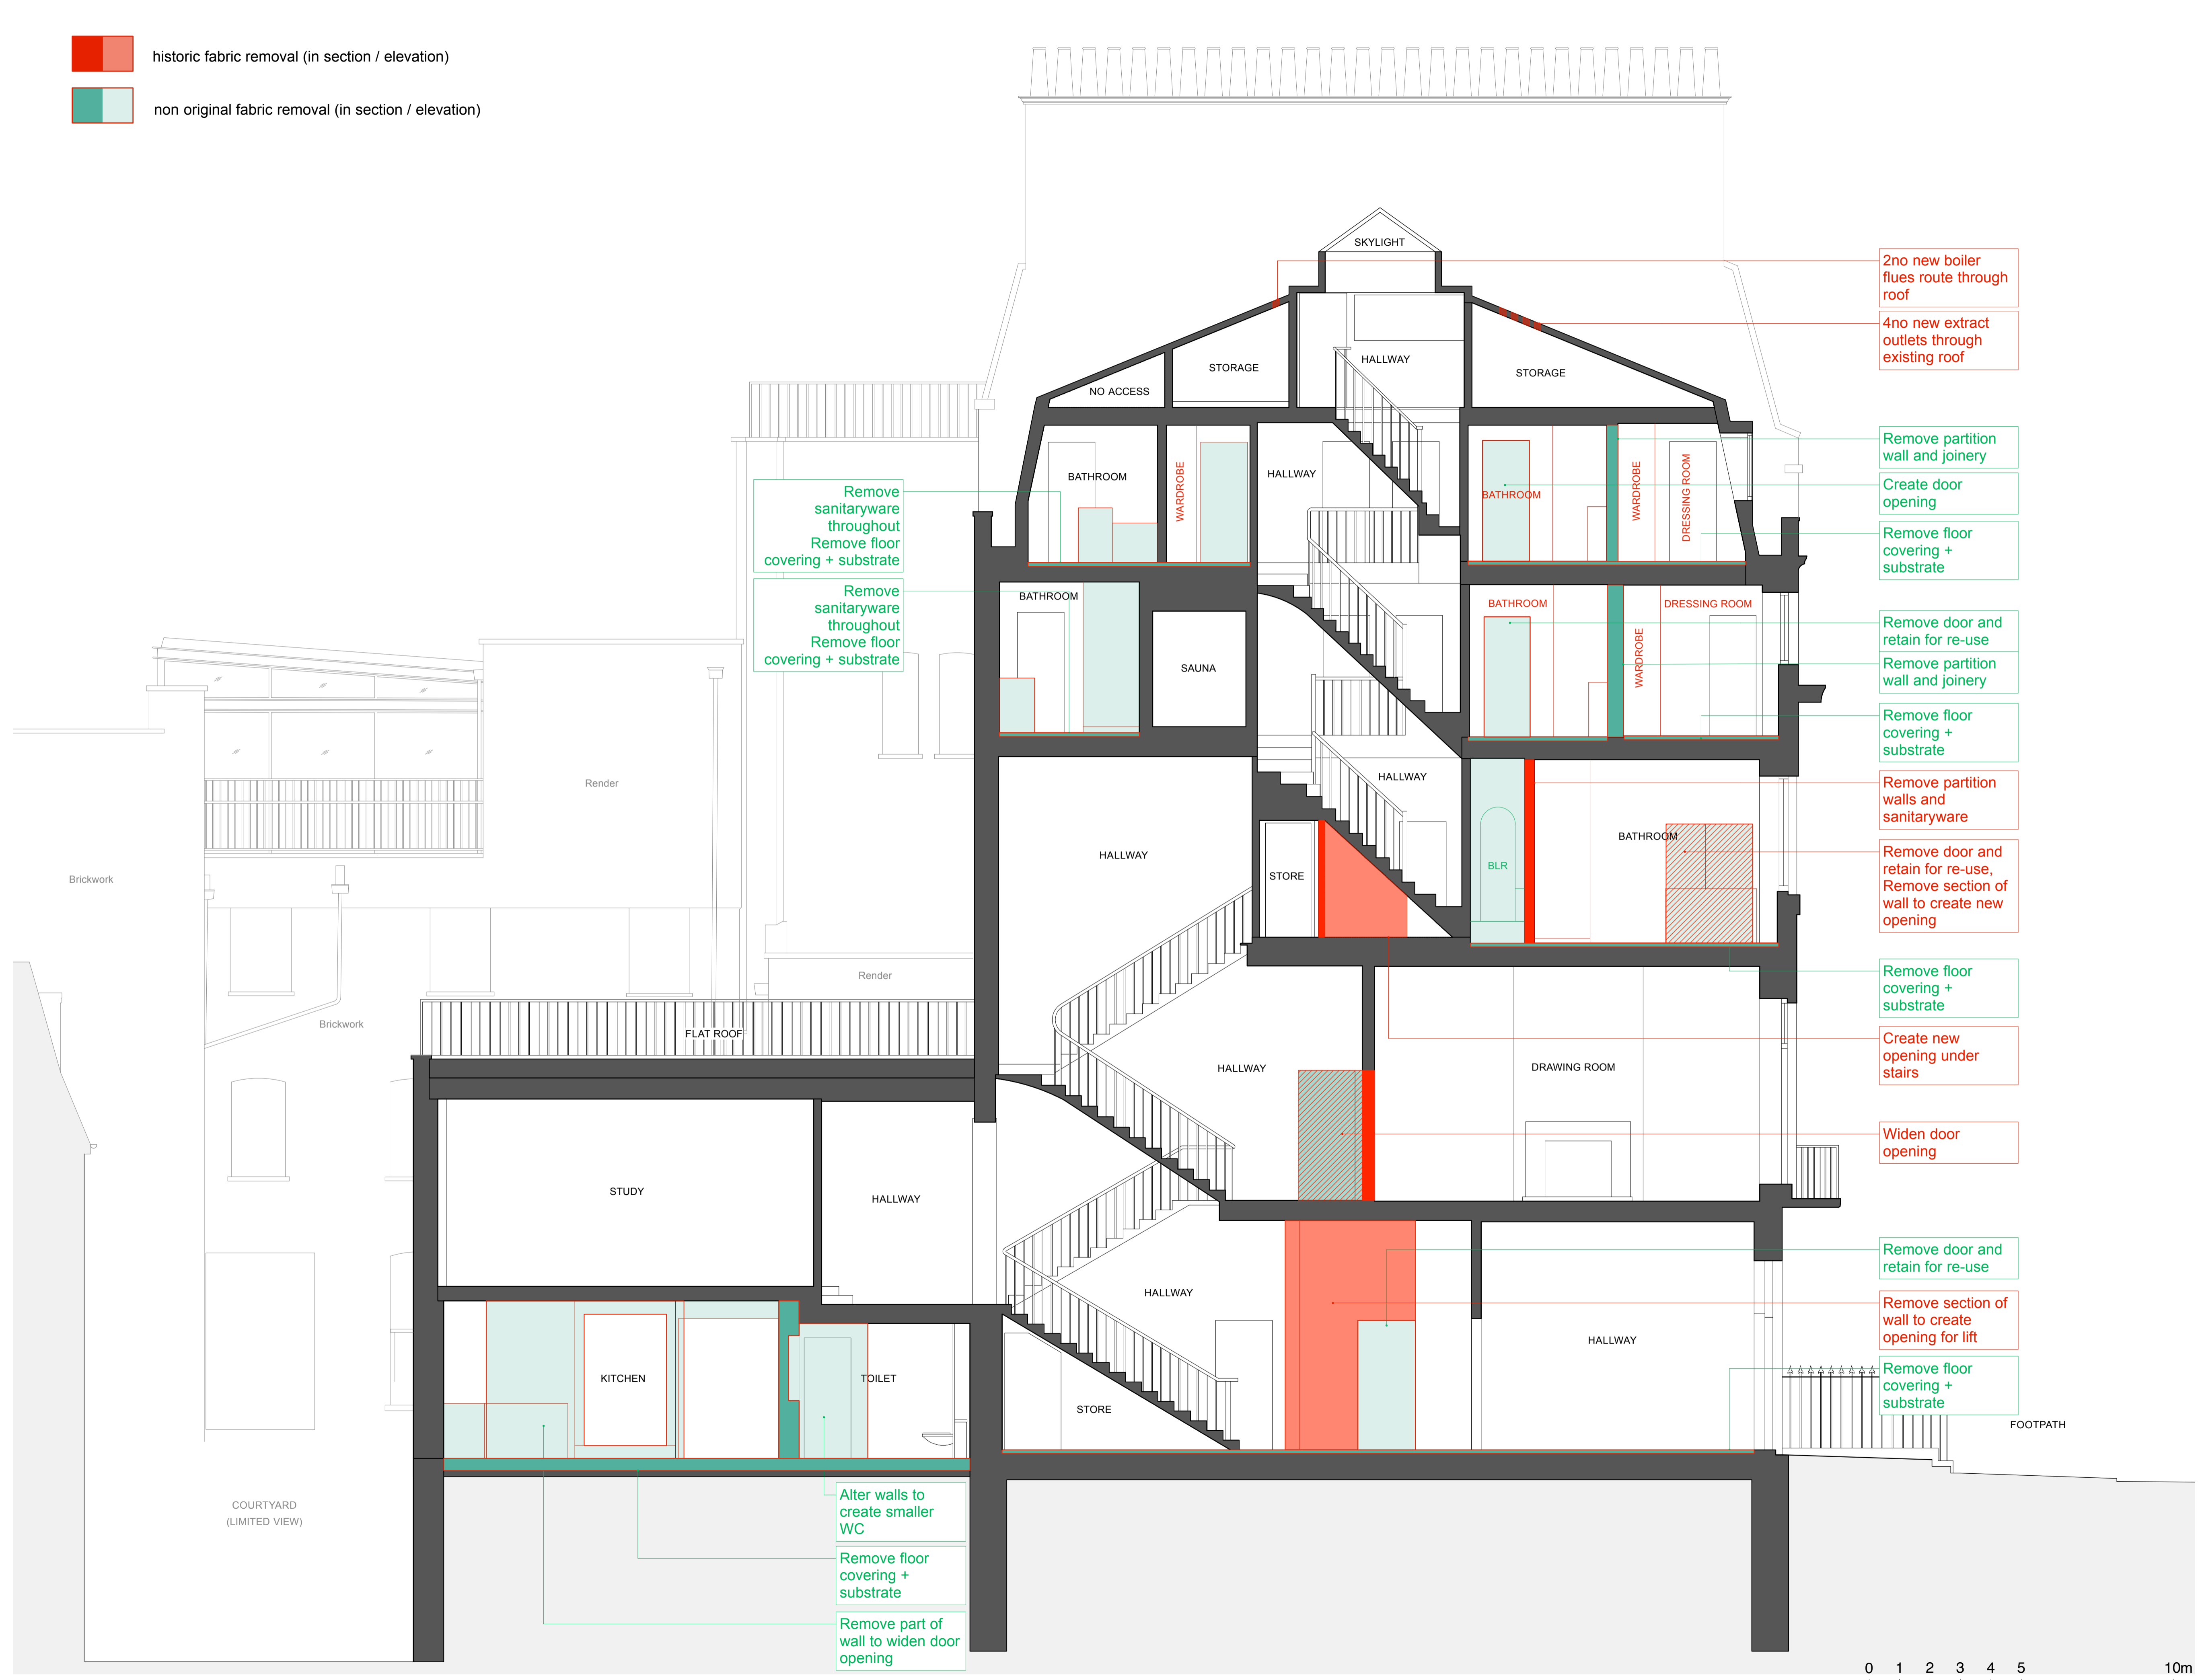 historic fabric removal (in section / elevation)
non original fabric removal (in section / elevation)
SKYLIGHT
2no new boiler
flues route through
roof
4no new extract
outlets through
existing roof
HALLWAY
STORAGE
STORAGE
NO ACCESS
Remove partition
wall and joinery
BATHROOM
WARDROBE
HALLWAY
BATHROOM
WARDROBE
DRESSING ROOM
Create door
opening
Remove
sanitaryware
throughout
Remove floor
covering + substrate
Remove floor
covering +
substrate
Remove
sanitaryware
throughout
Remove floor
covering + substrate
BATHROOM
SAUNA
BATHROOM
WARDROBE
DRESSING ROOM
Remove door and
retain for re-use
Remove partition
wall and joinery
Remove floor
covering +
substrate
Render
HALLWAY
Remove partition
walls and
sanitaryware
BATHROOM
HALLWAY
STORE
BLR
Remove door and
retain for re-use,
Remove section of
wall to create new
opening
Brickwork
Render
Remove floor
covering +
substrate
Brickwork
FLAT ROOF
Create new
opening under
stairs
HALLWAY
DRAWING ROOM
Widen door
opening
STUDY
HALLWAY
Remove door and
retain for re-use
HALLWAY
Remove section of
wall to create
opening for lift
HALLWAY
KITCHEN
TOILET
STORE
Remove floor
covering +
substrate
FOOTPATH
COURTYARD
(LIMITED VIEW)
Alter walls to
create smaller
WC
Remove floor
covering +
substrate
Remove part of
wall to widen door
opening
0 1 2 3 4 5 10m